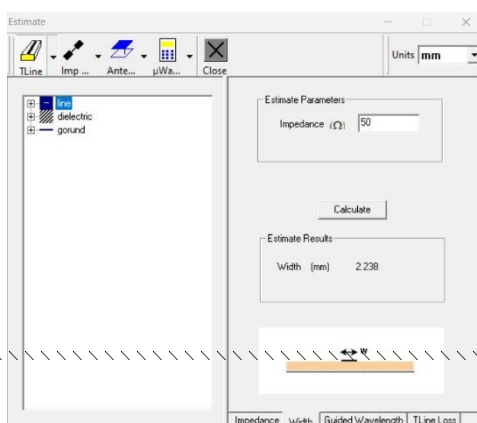 Estimate
TLine Imp ... Ante... µWa... Close
Units mm
line
dielectric
gorund
Estimate Parameters
Impedance (Ω) 50
Calculate
Estimate Results
Width (mm) 2.238
w
Impedance Width Guided Wavelength TLine Loss